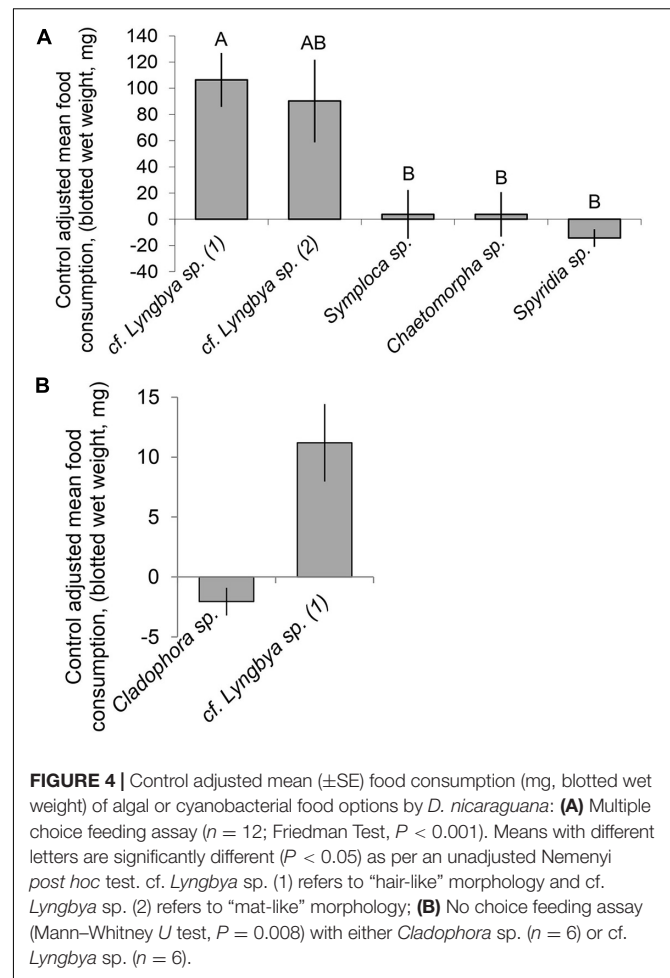 A
Control adjusted mean food
consumption, (blotted wet weight, mg)
140
120
100
80
60
40
20
0
-20
-40
A
AB
B
B
B
cf. Lyngbya sp. (1)
cf. Lyngbya sp. (2)
Symploca sp.
Chaetomorpha sp.
Spyridia sp.
B
Control adjusted mean food
consumption, (blotted wet weight, mg)
15
10
5
0
-5
Cladophora sp.
cf. Lyngbya sp. (1)
FIGURE 4 | Control adjusted mean (±SE) food consumption (mg, blotted wet
weight) of algal or cyanobacterial food options by D. nicaraguana: (A) Multiple
choice feeding assay (n = 12; Friedman Test, P < 0.001). Means with different
letters are significantly different (P < 0.05) as per an unadjusted Nemenyi
post hoc test. cf. Lyngbya sp. (1) refers to “hair-like” morphology and cf.
Lyngbya sp. (2) refers to “mat-like” morphology; (B) No choice feeding assay
(Mann–Whitney U test, P = 0.008) with either Cladophora sp. (n = 6) or cf.
Lyngbya sp. (n = 6).